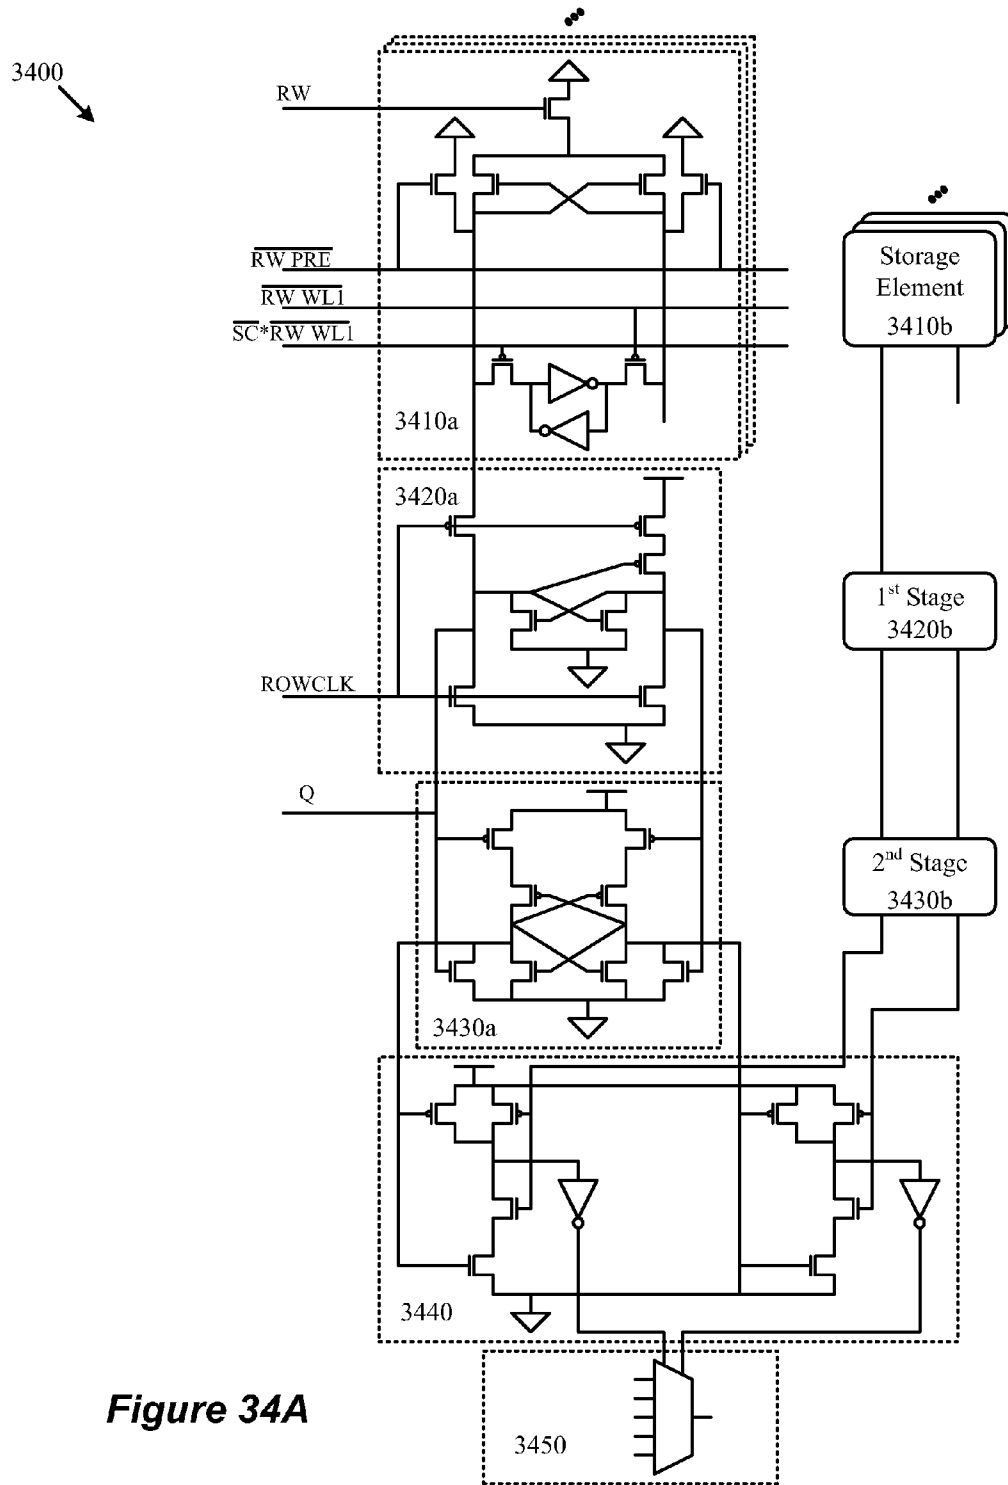 3400
RW
RW PRE
RW WL1
SC*RW WL1
3410a
Storage
Element
3410b
3420a
1st Stage
3420b
ROWCLK
Q
2nd Stage
3430b
3430a
3440
3450
Figure 34A